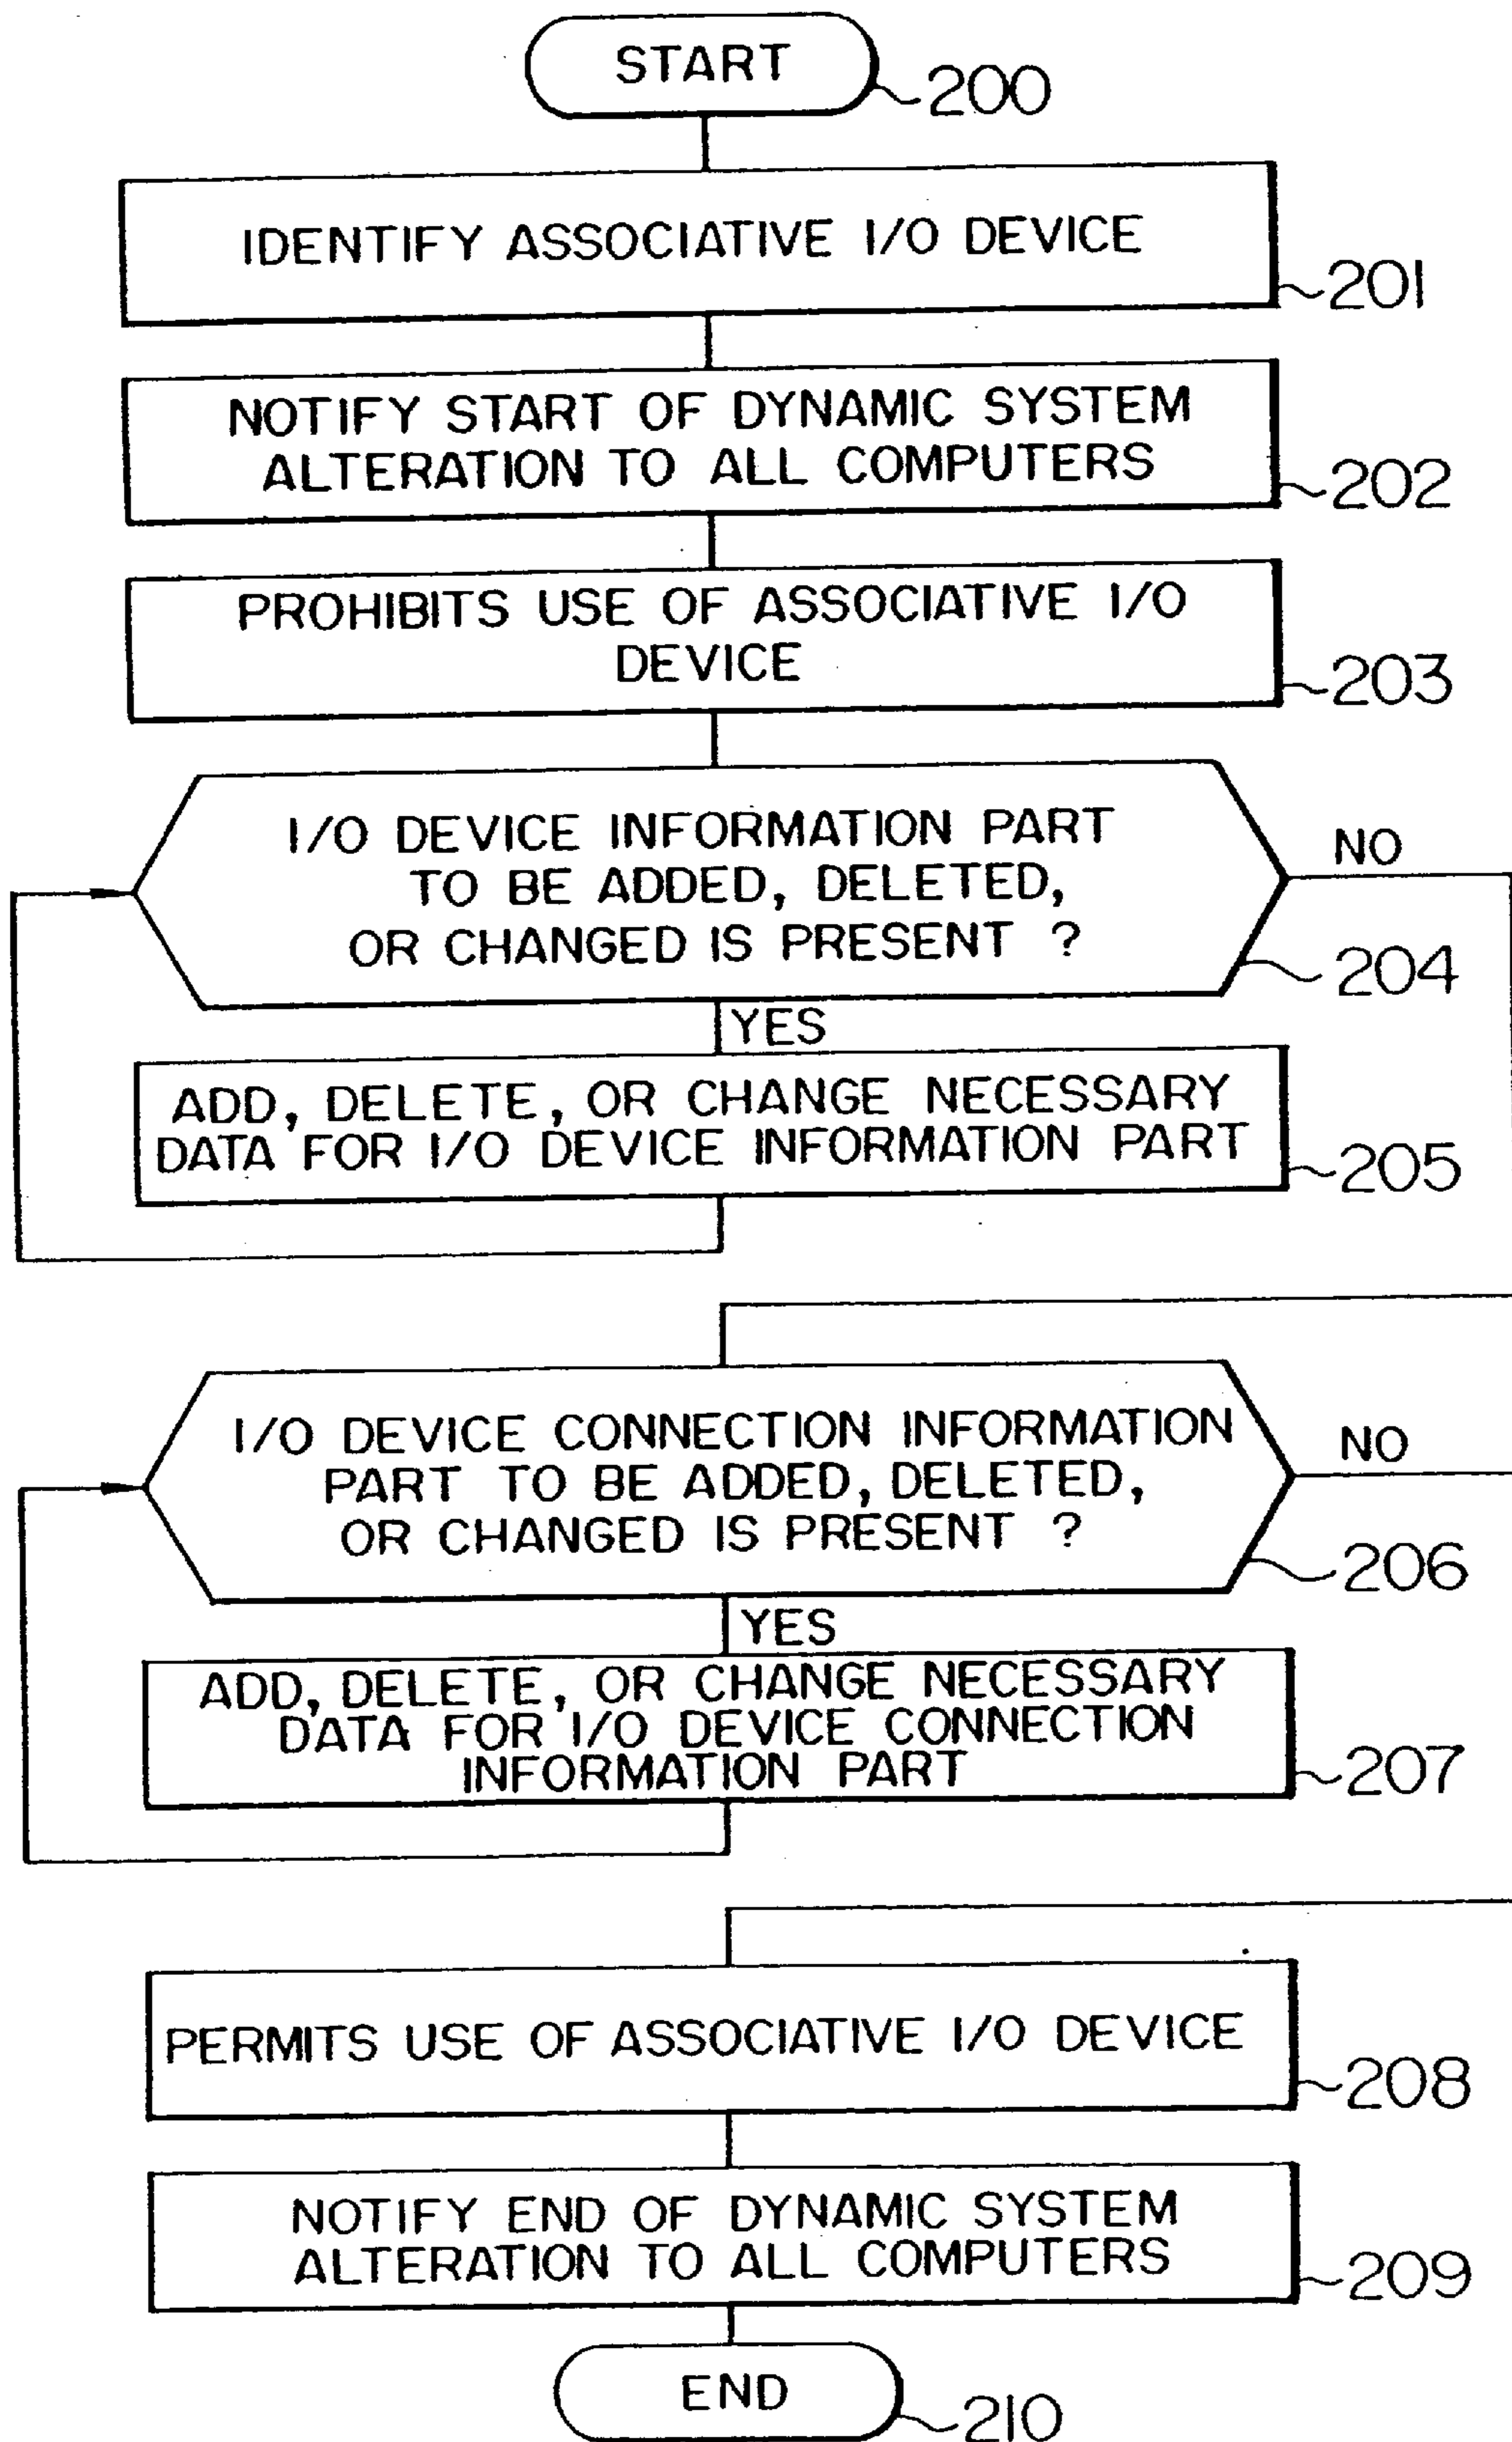 START
200
IDENTIFY ASSOCIATIVE I/O DEVICE
201
NOTIFY START OF DYNAMIC SYSTEM
ALTERATION TO ALL COMPUTERS
202
PROHIBITS USE OF ASSOCIATIVE I/O
DEVICE
203
I/O DEVICE INFORMATION PART
TO BE ADDED, DELETED,
OR CHANGED IS PRESENT ?
NO
204
YES
ADD, DELETE, OR CHANGE NECESSARY
DATA FOR I/O DEVICE INFORMATION PART
205
I/O DEVICE CONNECTION INFORMATION
PART TO BE ADDED, DELETED,
OR CHANGED IS PRESENT ?
NO
206
YES
ADD, DELETE, OR CHANGE NECESSARY
DATA FOR I/O DEVICE CONNECTION
INFORMATION PART
207
PERMITS USE OF ASSOCIATIVE I/O DEVICE
208
NOTIFY END OF DYNAMIC SYSTEM
ALTERATION TO ALL COMPUTERS
209
END
210